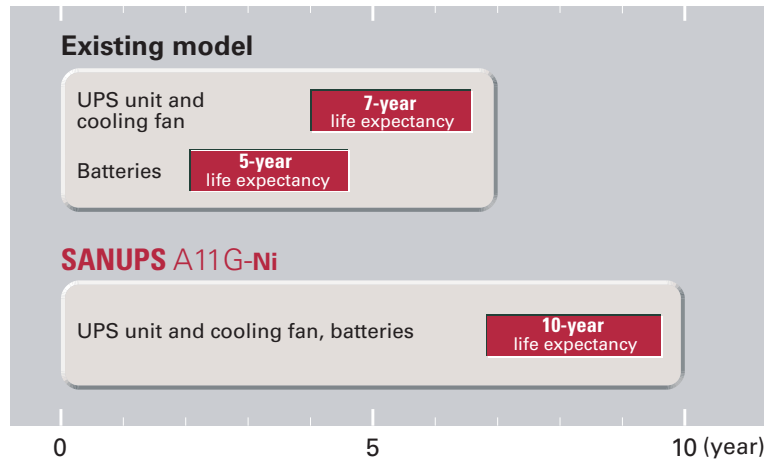 Existing model
UPS unit and
cooling fan
7-year
life expectancy
Batteries
5-year
life expectancy
SANUPS A11G-Ni
UPS unit and cooling fan, batteries
10-year
life expectancy
0 5 10 (year)